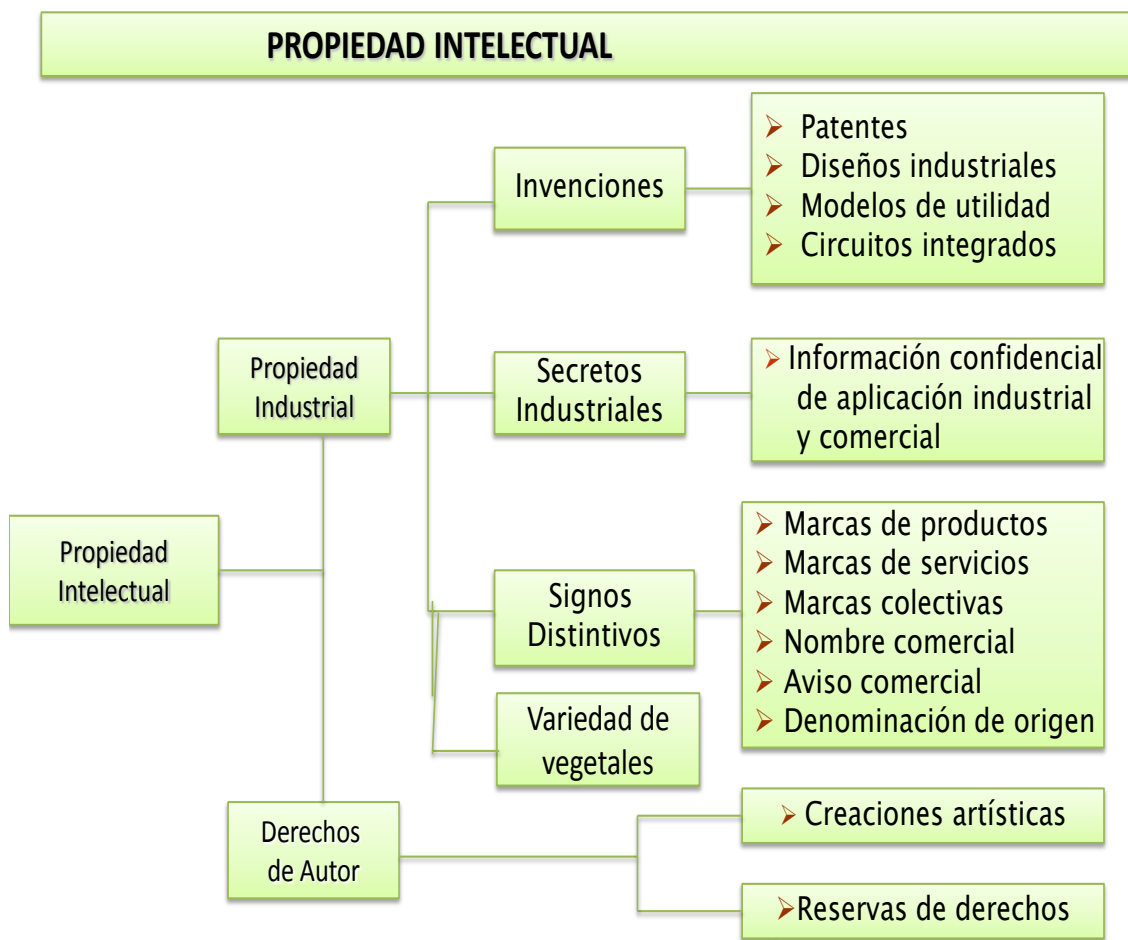 PROPIEDAD INTELECTUAL
Invenciones
➢ Patentes
➢ Diseños industriales
➢ Modelos de utilidad
➢ Circuitos integrados
Propiedad
Industrial
Secretos
Industriales
➢ Información confidencial
de aplicación industrial
y comercial
Propiedad
Intelectual
Signos
Distintivos
➢ Marcas de productos
➢ Marcas de servicios
➢ Marcas colectivas
➢ Nombre comercial
➢ Aviso comercial
➢ Denominación de origen
Variedad de
vegetales
Derechos
de Autor
➢ Creaciones artísticas
➢Reservas de derechos